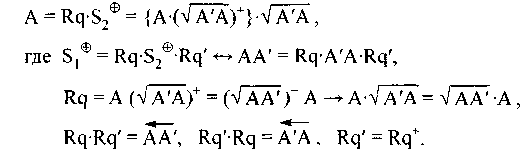 A = Rq·S₂^⊕ = {A·(√A′A)⁺}·√A′A ,
где S₁^⊕ = Rq·S₂^⊕·Rq′ ↔ AA′ = Rq·A′A·Rq′,
Rq = A (√A′A)⁺ = (√AA′)⁻ A → A·√A′A = √AA′·A ,
Rq·Rq′ = A͟A′, Rq′·Rq = A′A , Rq′ = Rq⁺.